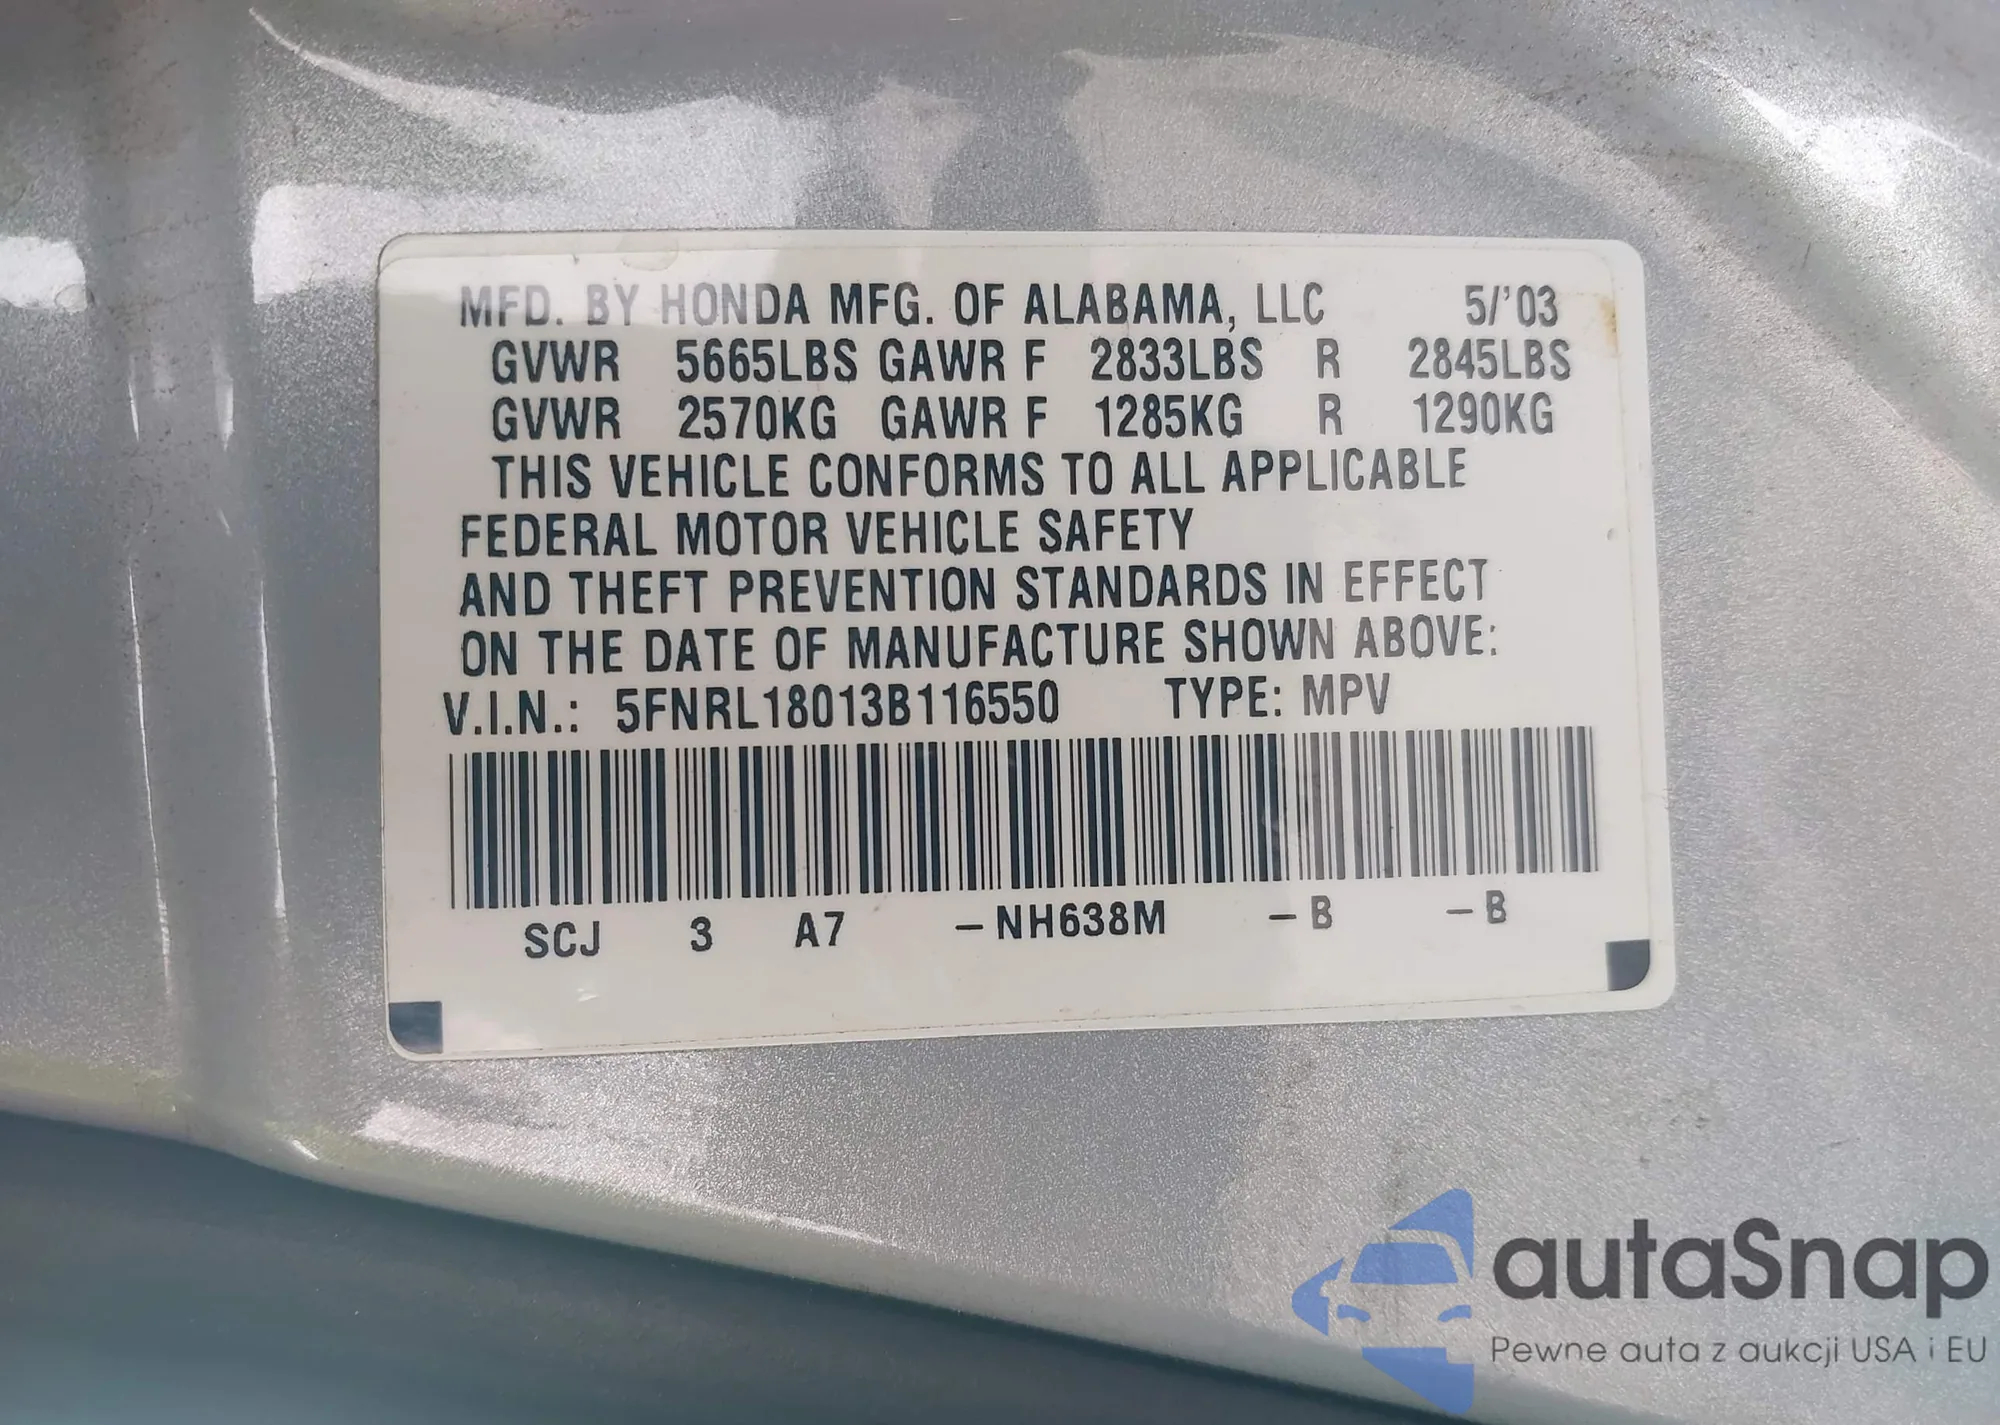 MFD. BY HONDA MFG. OF ALABAMA, LLC 5/'03
GVWR 5665LBS GAWR F 2833LBS R 2845LBS
GVWR 2570KG GAWR F 1285KG R 1290KG
THIS VEHICLE CONFORMS TO ALL APPLICABLE
FEDERAL MOTOR VEHICLE SAFETY
AND THEFT PREVENTION STANDARDS IN EFFECT
ON THE DATE OF MANUFACTURE SHOWN ABOVE:
V.I.N.: 5FNRL18013B116550 TYPE: MPV
SCJ 3 A7 -NH638M -B -B
autaSnap
Pewne auta z aukcji USA i EU